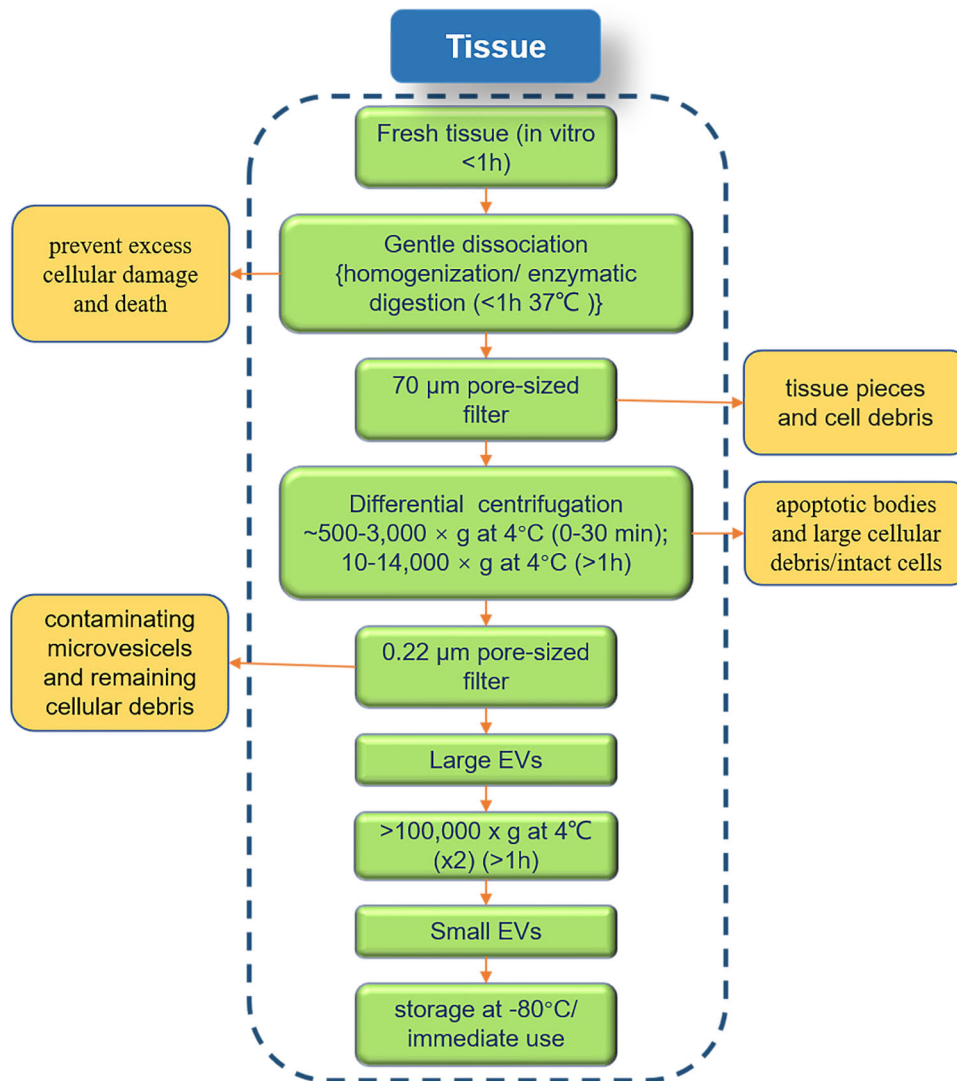 Tissue
Fresh tissue (in vitro
<1h)
prevent excess
cellular damage
and death
Gentle dissociation
{homogenization/ enzymatic
digestion (<1h 37℃ )}
70 µm pore-sized
filter
tissue pieces
and cell debris
Differential centrifugation
~500-3,000 × g at 4°C (0-30 min);
10-14,000 × g at 4°C (>1h)
apoptotic bodies
and large cellular
debris/intact cells
contaminating
microvesicels
and remaining
cellular debris
0.22 µm pore-sized
filter
Large EVs
>100,000 x g at 4℃
(x2) (>1h)
Small EVs
storage at -80°C/
immediate use